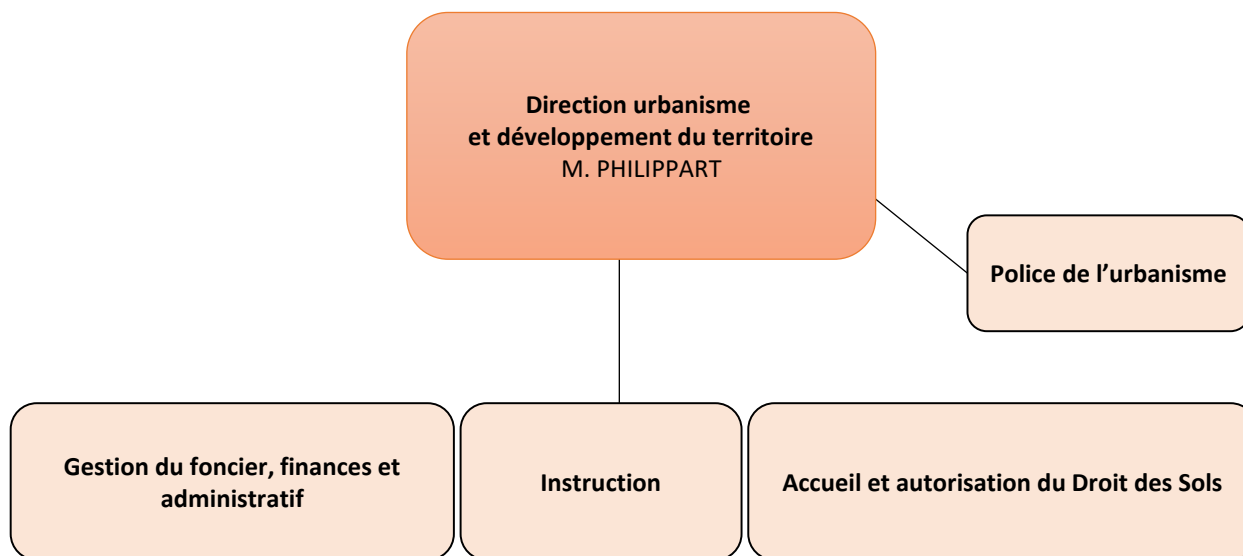 Direction urbanisme
et développement du territoire
M. PHILIPPART
Police de l’urbanisme
Gestion du foncier, finances et
administratif
Instruction
Accueil et autorisation du Droit des Sols